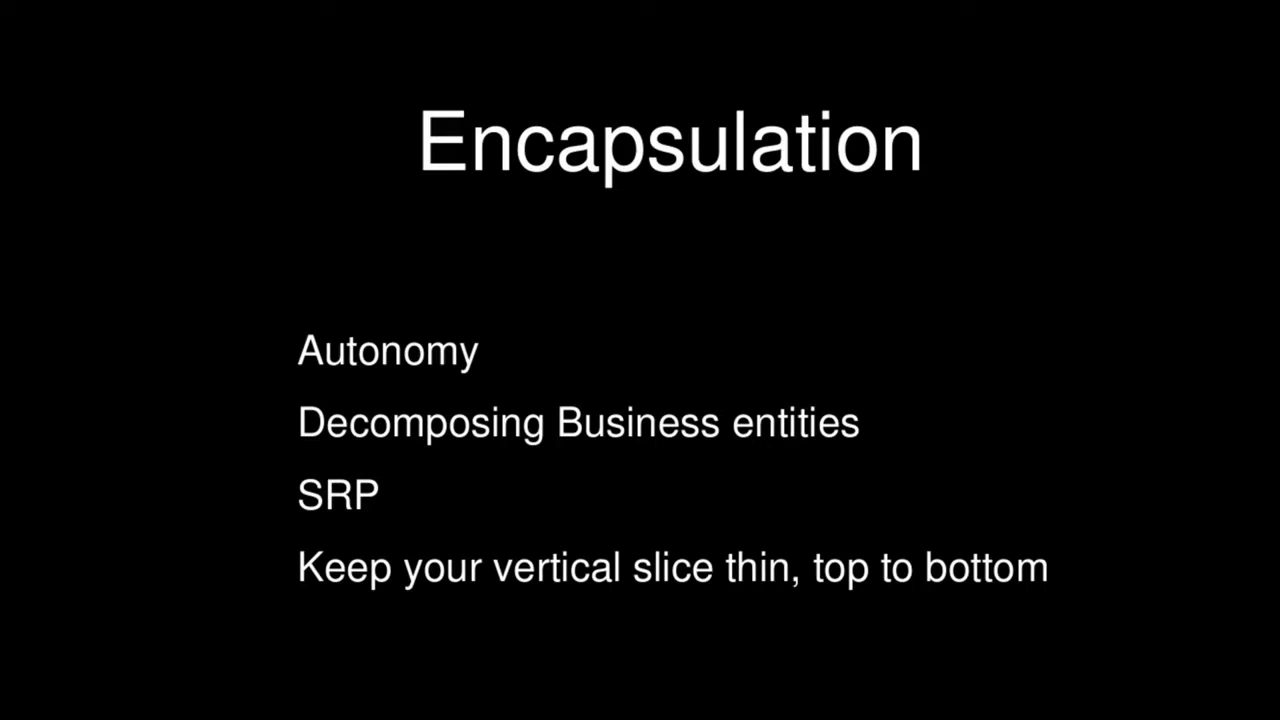 Encapsulation
Autonomy
Decomposing Business entities
SRP
Keep your vertical slice thin, top to bottom